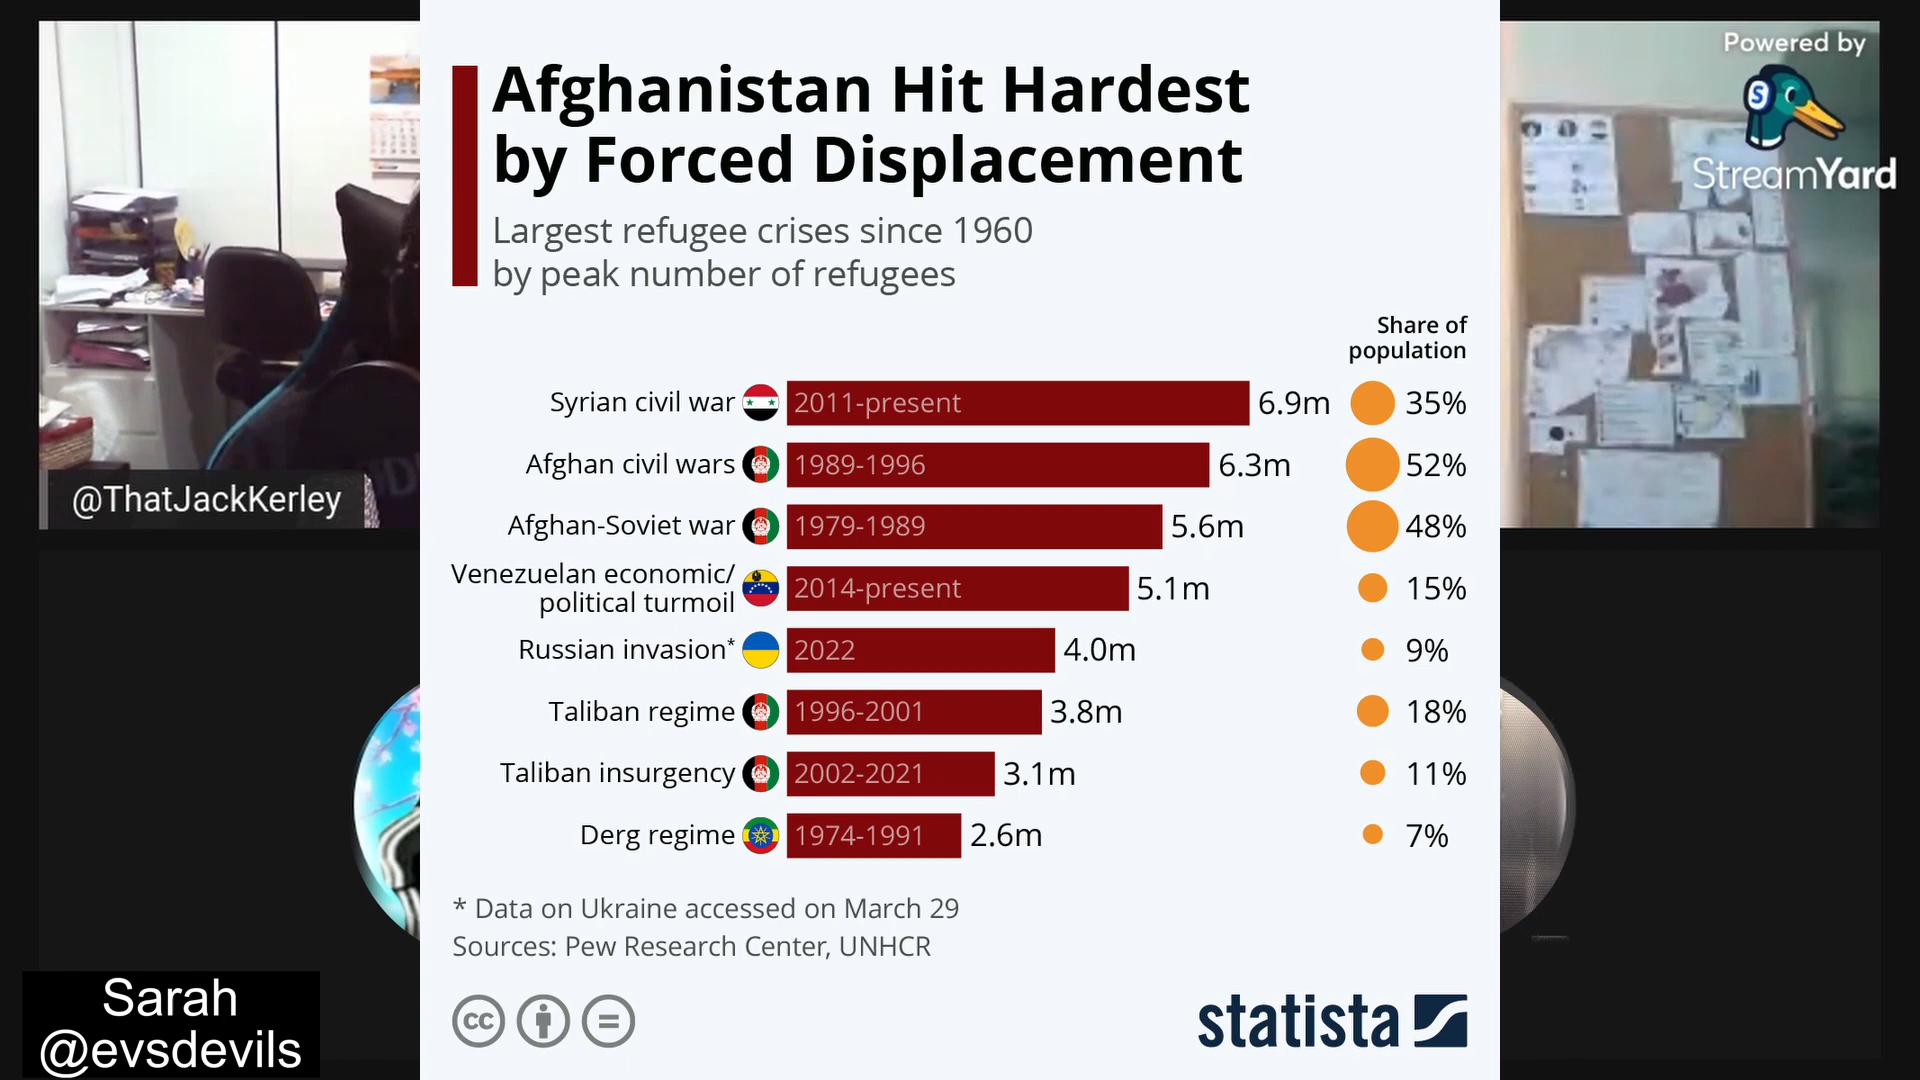 Powered by
S
StreamYard
Afghanistan Hit Hardest
by Forced Displacement
Largest refugee crises since 1960
by peak number of refugees
Share of
population
Syrian civil war 2011-present 6.9m 35%
Afghan civil wars 1989-1996 6.3m 52%
Afghan-Soviet war 1979-1989 5.6m 48%
Venezuelan economic/
political turmoil 2014-present 5.1m 15%
Russian invasion* 2022 4.0m 9%
Taliban regime 1996-2001 3.8m 18%
Taliban insurgency 2002-2021 3.1m 11%
Derg regime 1974-1991 2.6m 7%
* Data on Ukraine accessed on March 29
Sources: Pew Research Center, UNHCR
cc =
statista
@ThatJackKerley
Sarah
@evsdevils